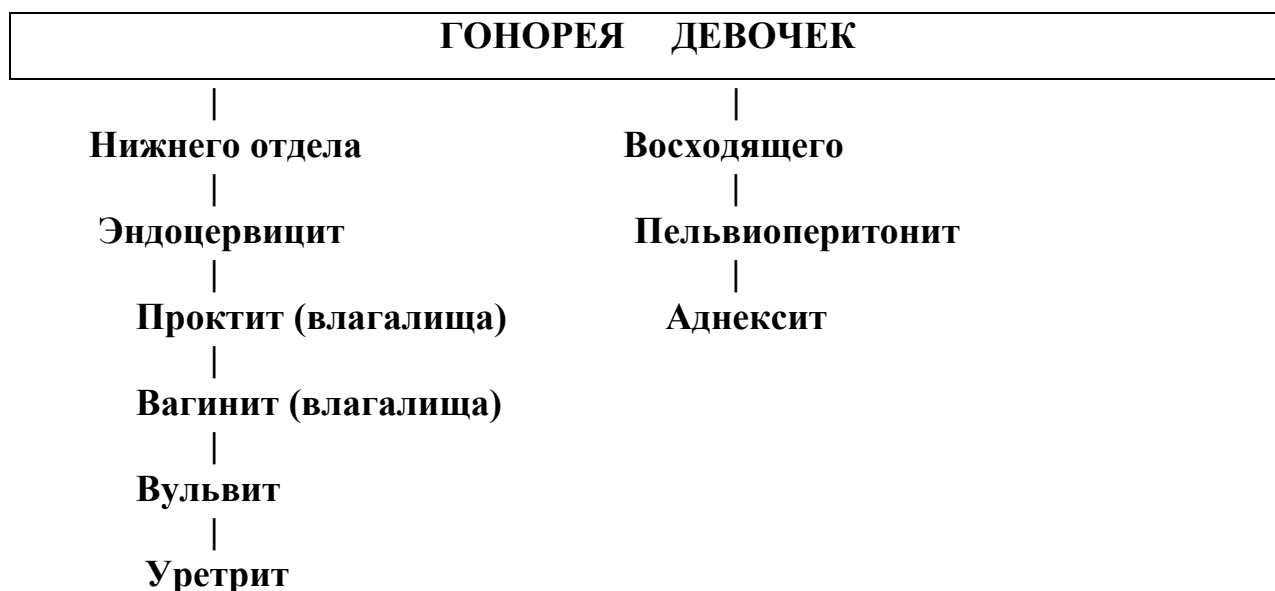 ГОНОРЕЯ ДЕВОЧЕК
Нижнего отдела Восходящего
Эндоцервицит Пельвиоперитонит
Проктит (влагалища) Аднексит
Вагинит (влагалища)
Вульвит
Уретрит